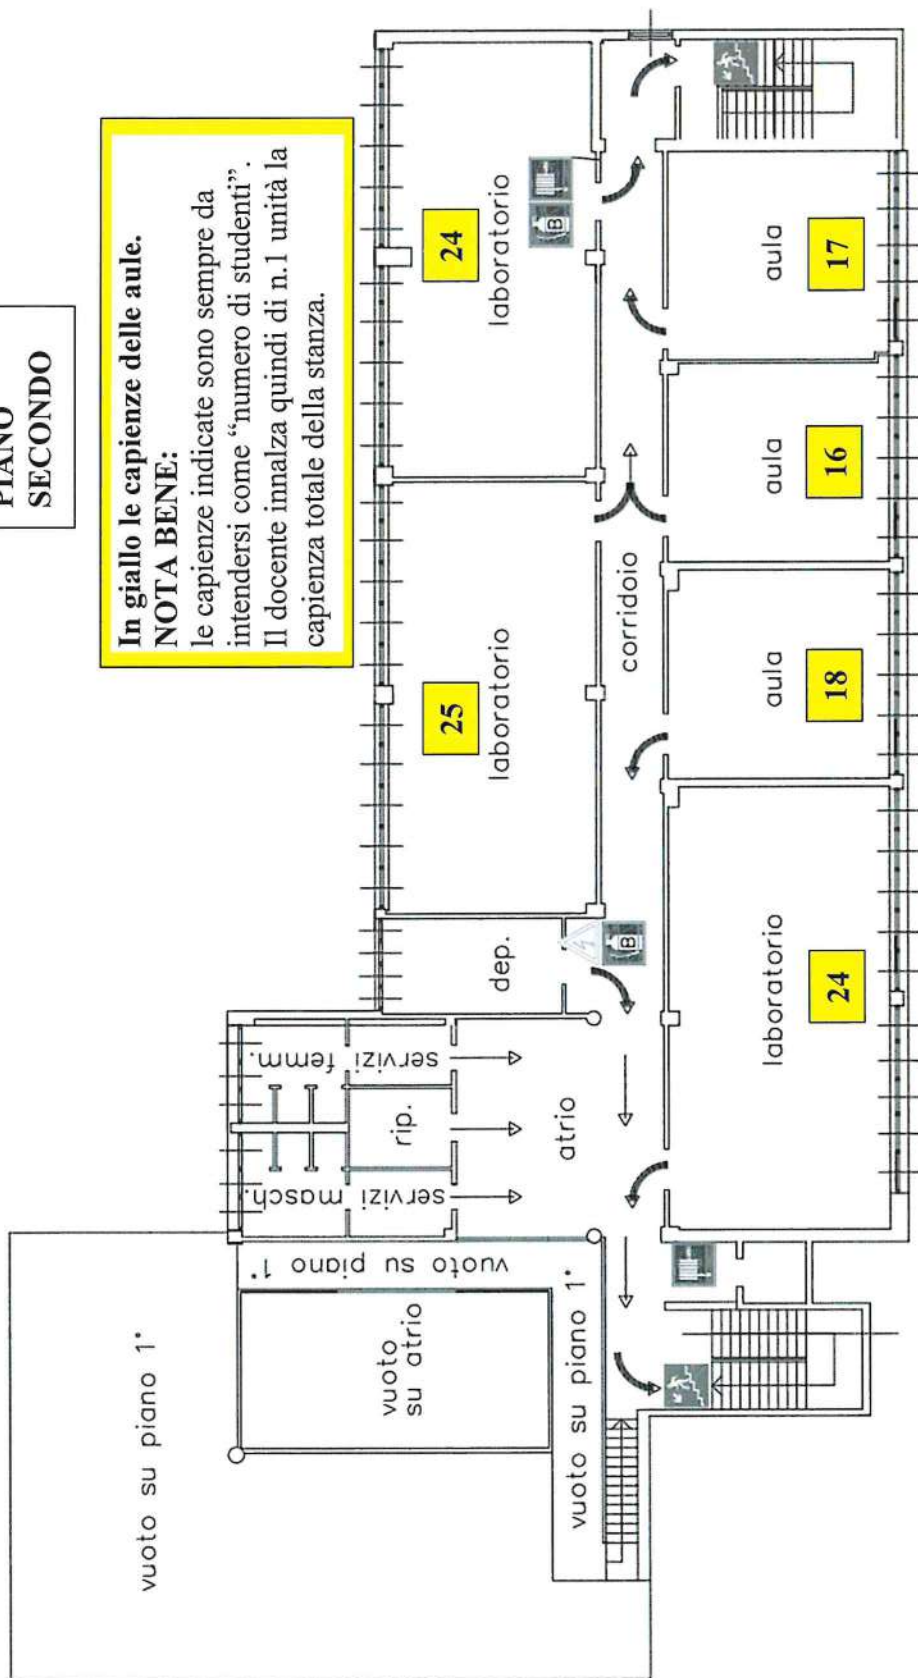 PIANO
SECONDO
In giallo le capienze delle aule.
NOTA BENE:
le capienze indicate sono sempre da
intendersi come “numero di studenti”.
Il docente innalza quindi di n.1 unità la
capienza totale della stanza.
vuoto su piano 1°
vuoto
su atrio
vuoto su piano 1°
vuoto su piano 1°
servizi masch.
rip.
servizi femm.
atrio
dep.
B
25
laboratorio
24
laboratorio
B
corridoio
laboratorio
24
aula
18
aula
16
aula
17